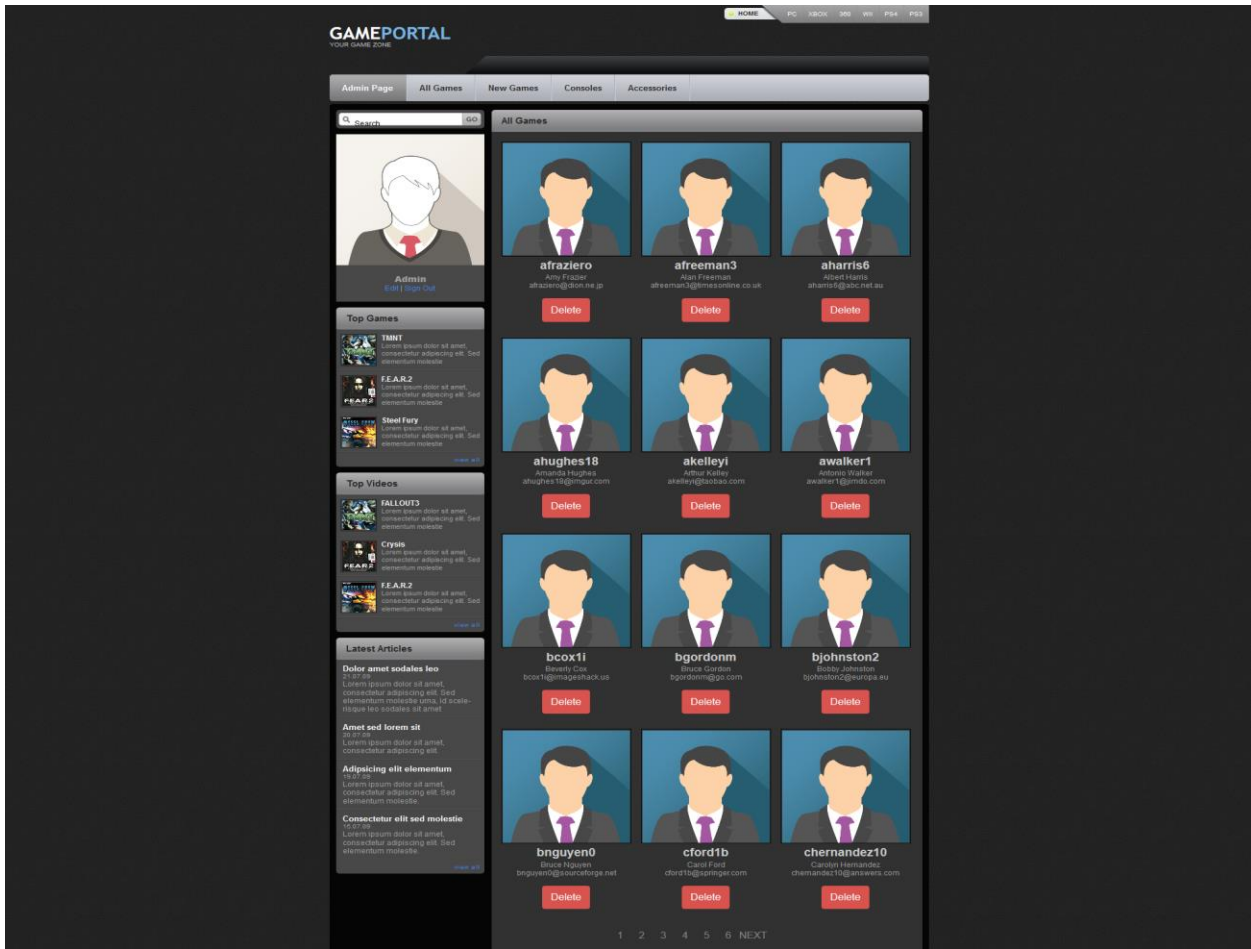 HOME
PC XBOX 360 WII PS4 PS3
GAMEPORTAL
YOUR GAME ZONE
Admin Page
All Games
New Games
Consoles
Accessories
Search
GO
Admin
Edit | Sign Out
Top Games
TMNT
Lorem ipsum dolor sit amet,
consectetur adipiscing elit. Sed
elementum molestie
F.E.A.R.2
Lorem ipsum dolor sit amet,
consectetur adipiscing elit. Sed
elementum molestie
Steel Fury
Lorem ipsum dolor sit amet,
consectetur adipiscing elit. Sed
elementum molestie
view all
Top Videos
FALLOUT3
Lorem ipsum dolor sit amet,
consectetur adipiscing elit. Sed
elementum molestie
Crysis
Lorem ipsum dolor sit amet,
consectetur adipiscing elit. Sed
elementum molestie
F.E.A.R.2
Lorem ipsum dolor sit amet,
consectetur adipiscing elit. Sed
elementum molestie
view all
Latest Articles
Dolor amet sodales leo
21.07.09
Lorem ipsum dolor sit amet,
consectetur adipiscing elit. Sed
elementum molestie urna, id scele-
risque leo sodales sit amet
Amet sed lorem sit
20.07.09
Lorem ipsum dolor sit amet,
consectetur adipiscing elit
Adipsicing elit elementum
19.07.09
Lorem ipsum dolor sit amet,
consectetur adipiscing elit. Sed
elementum molestie.
Consectetur elit sed molestie
15.07.09
Lorem ipsum dolor sit amet,
consectetur adipiscing elit. Sed
elementum molestie.
view all
All Games
afraziero
Amy Frazier
afraziero@dion.ne.jp
Delete
afreeman3
Alan Freeman
afreeman3@timesonline.co.uk
Delete
aharris6
Albert Harris
aharris6@abc.net.au
Delete
ahughes18
Amanda Hughes
ahughes18@imgur.com
Delete
akelleyi
Arthur Kelley
akelleyi@taobao.com
Delete
awalker1
Antonio Walker
awalker1@jimdo.com
Delete
bcox1i
Beverly Cox
bcox1i@imageshack.us
Delete
bgordonm
Bruce Gordon
bgordonm@go.com
Delete
bjohnston2
Bobby Johnston
bjohnston2@europa.eu
Delete
bnguyen0
Bruce Nguyen
bnguyen0@sourceforge.net
Delete
cford1b
Carol Ford
cford1b@springer.com
Delete
chernandez10
Carolyn Hernandez
chernandez10@answers.com
Delete
1 2 3 4 5 6 NEXT